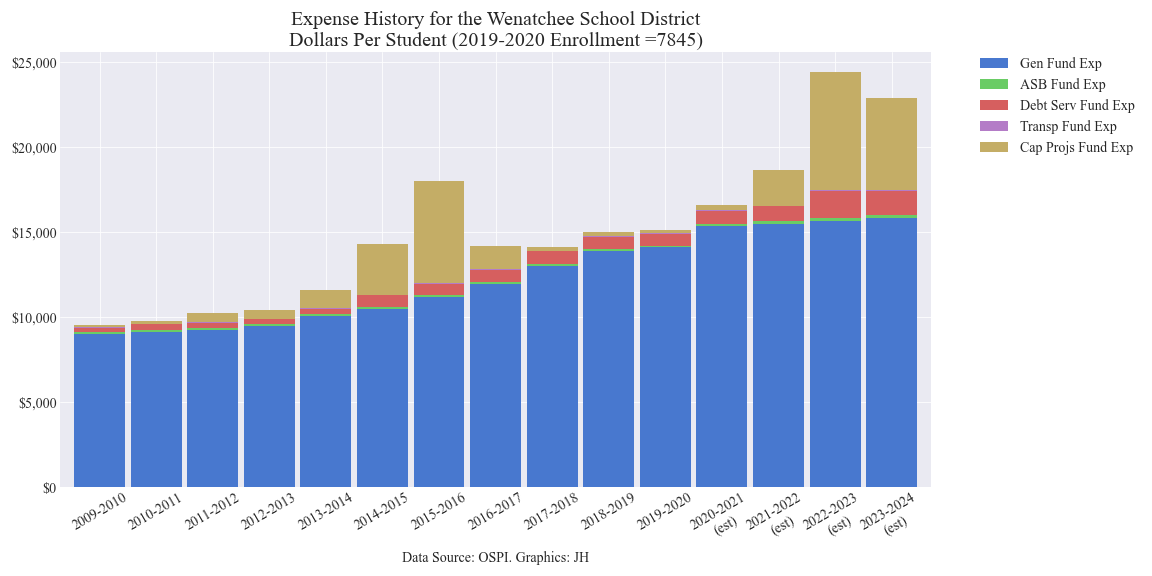 Expense History for the Wenatchee School District
Dollars Per Student (2019-2020 Enrollment =7845)
$25,000
$20,000
$15,000
$10,000
$5,000
$0
Gen Fund Exp
ASB Fund Exp
Debt Serv Fund Exp
Transp Fund Exp
Cap Projs Fund Exp
2009-2010
2010-2011
2011-2012
2012-2013
2013-2014
2014-2015
2015-2016
2016-2017
2017-2018
2018-2019
2019-2020
2020-2021
(est)
2021-2022
(est)
2022-2023
(est)
2023-2024
(est)
Data Source: OSPI. Graphics: JH